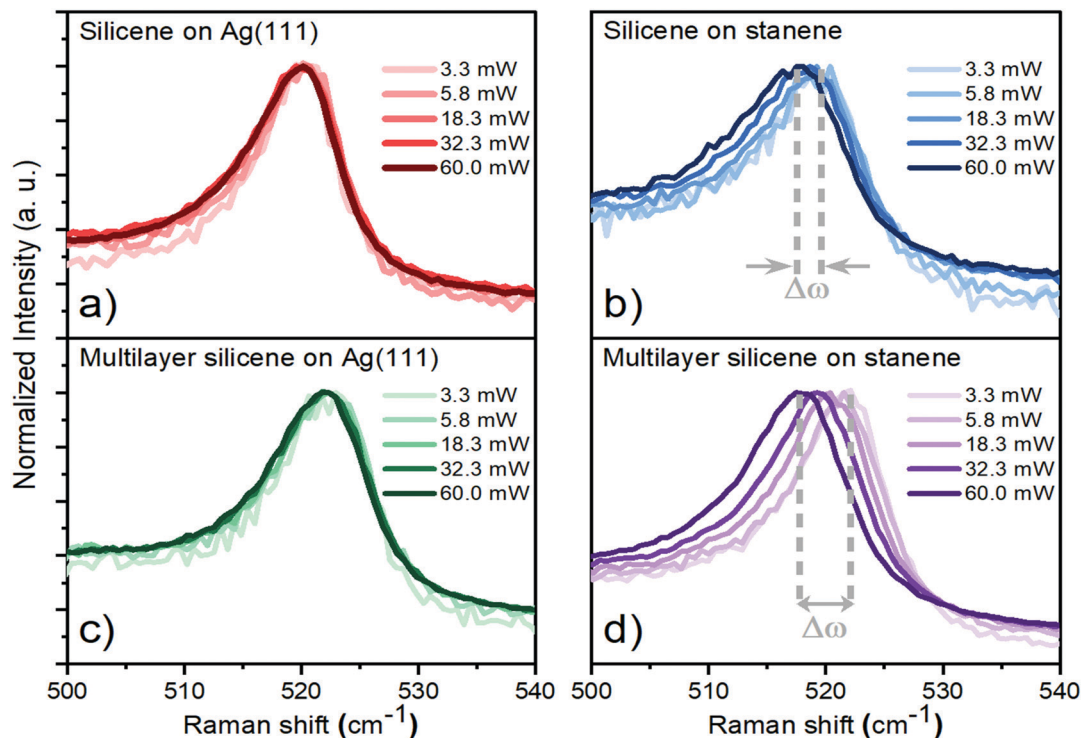 Normalized Intensity (a. u.)
Silicene on Ag(111)
3.3 mW
5.8 mW
18.3 mW
32.3 mW
60.0 mW
a)
Silicene on stanene
3.3 mW
5.8 mW
18.3 mW
32.3 mW
60.0 mW
Δω
b)
Multilayer silicene on Ag(111)
3.3 mW
5.8 mW
18.3 mW
32.3 mW
60.0 mW
c)
500 510 520 530 540
Raman shift (cm⁻¹)
Multilayer silicene on stanene
3.3 mW
5.8 mW
18.3 mW
32.3 mW
60.0 mW
Δω
d)
500 510 520 530 540
Raman shift (cm⁻¹)